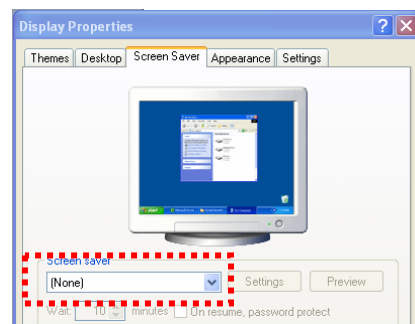 Display Properties
Themes Desktop Screen Saver Appearance Settings
start
Screen saver
(None) Settings Preview
Wait: 10 minutes On resume, password protect